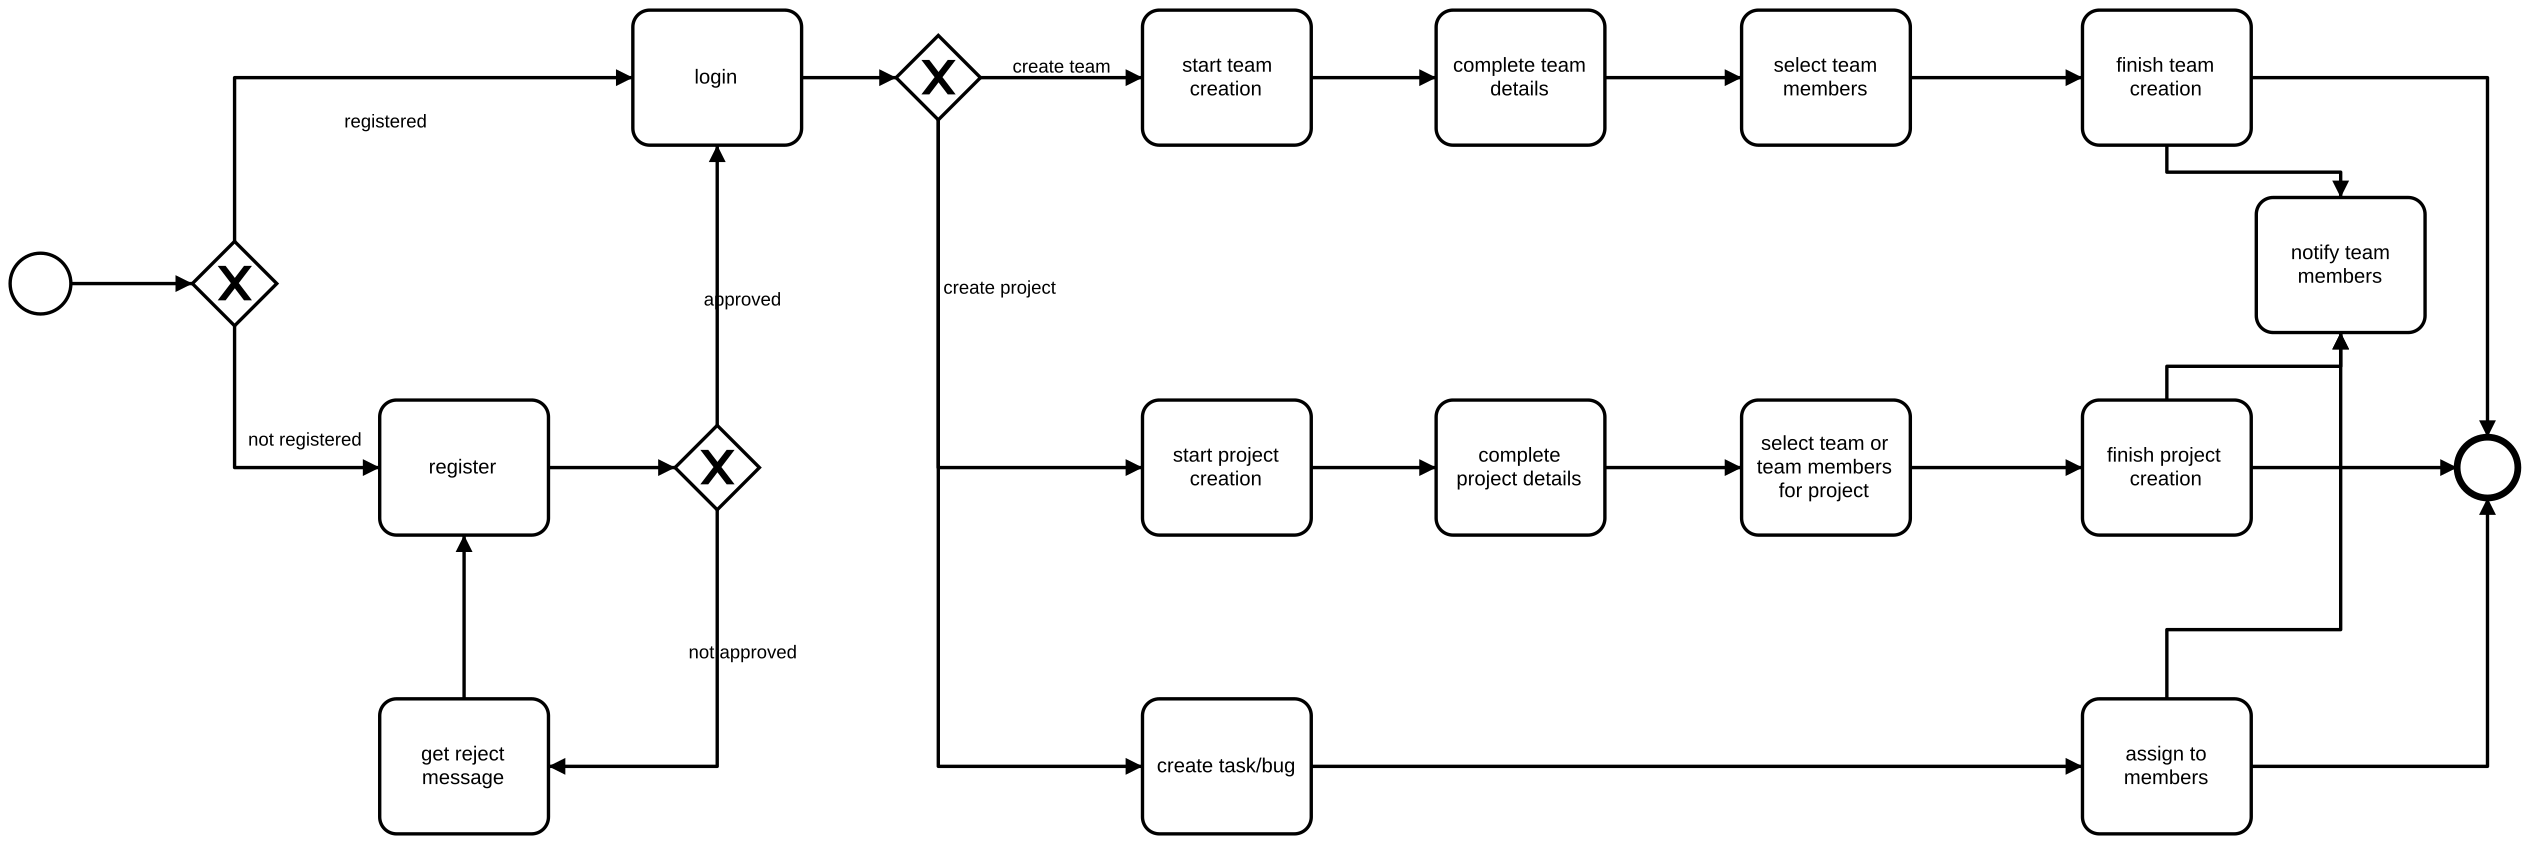 login
create team
start team
creation
complete team
details
select team
members
finish team
creation
registered
notify team
members
approved
create project
not registered
register
start project
creation
complete
project details
select team or
team members
for project
finish project
creation
not approved
get reject
message
create task/bug
assign to
members